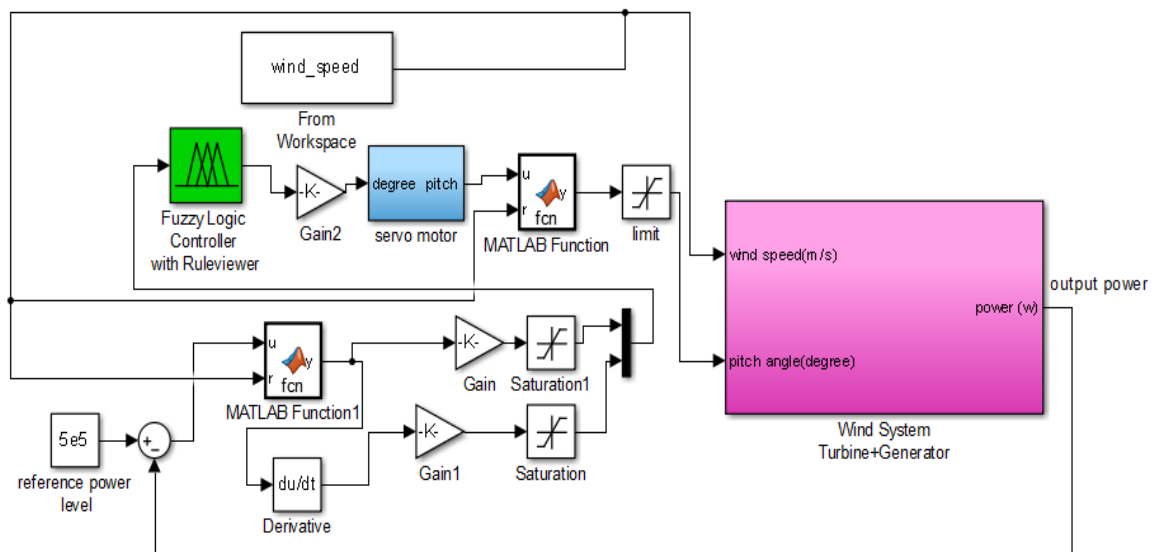 wind_speed
From
Workspace
Fuzzy Logic
Controller
with Ruleviewer
-K-
Gain2
degree pitch
servo motor
u
r
y
fcn
MATLAB Function
limit
wind speed(m/s)
pitch angle(degree)
power (w)
output power
Wind System
Turbine+Generator
u
r
y
fcn
MATLAB Function1
-K-
Gain
Saturation1
5e5
reference power
level
+
−
du/dt
Derivative
-K-
Gain1
Saturation